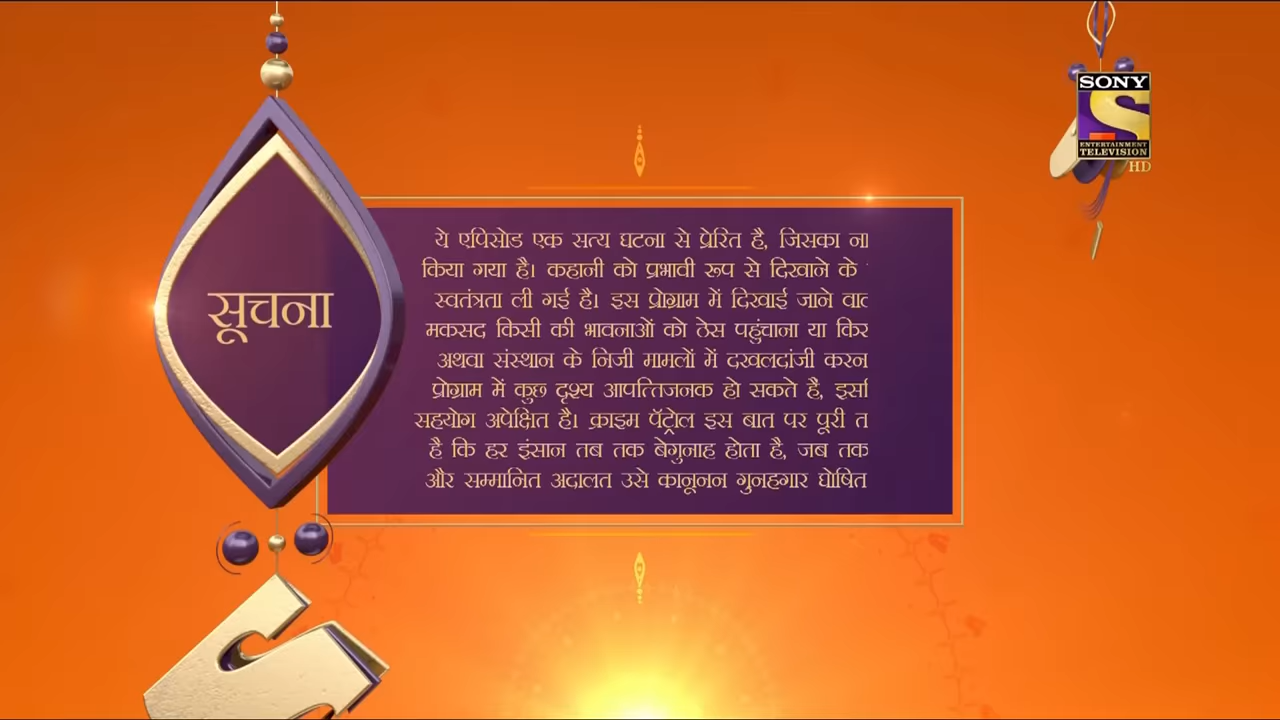 सूचना
ये एपिसोड एक सत्य घटना से प्रेरित है, जिसका
किया गया है। कहानी को प्रभावी रूप से दिखाने के
स्वतंत्रता ली गई है। इस प्रोग्राम में दिखाई जाने
मकसद किसी की भावनाओं को ठेस पहुंचाना या
अथवा संस्थान के निजी मामलों में दखलदांजी
प्रोग्राम में कुछ दृश्य आपत्तिजनक हो सकते हैं,
सहयोग अपेक्षित है। क्राइम पॅट्रोल इस बात पर पूरी
है कि हर इंसान तब तक बेगुनाह होता है, जब तक
और सम्मानित अदालत उसे कानूनन गुनहगार घोषित
SONY
ENTERTAINMENT
TELEVISION
HD